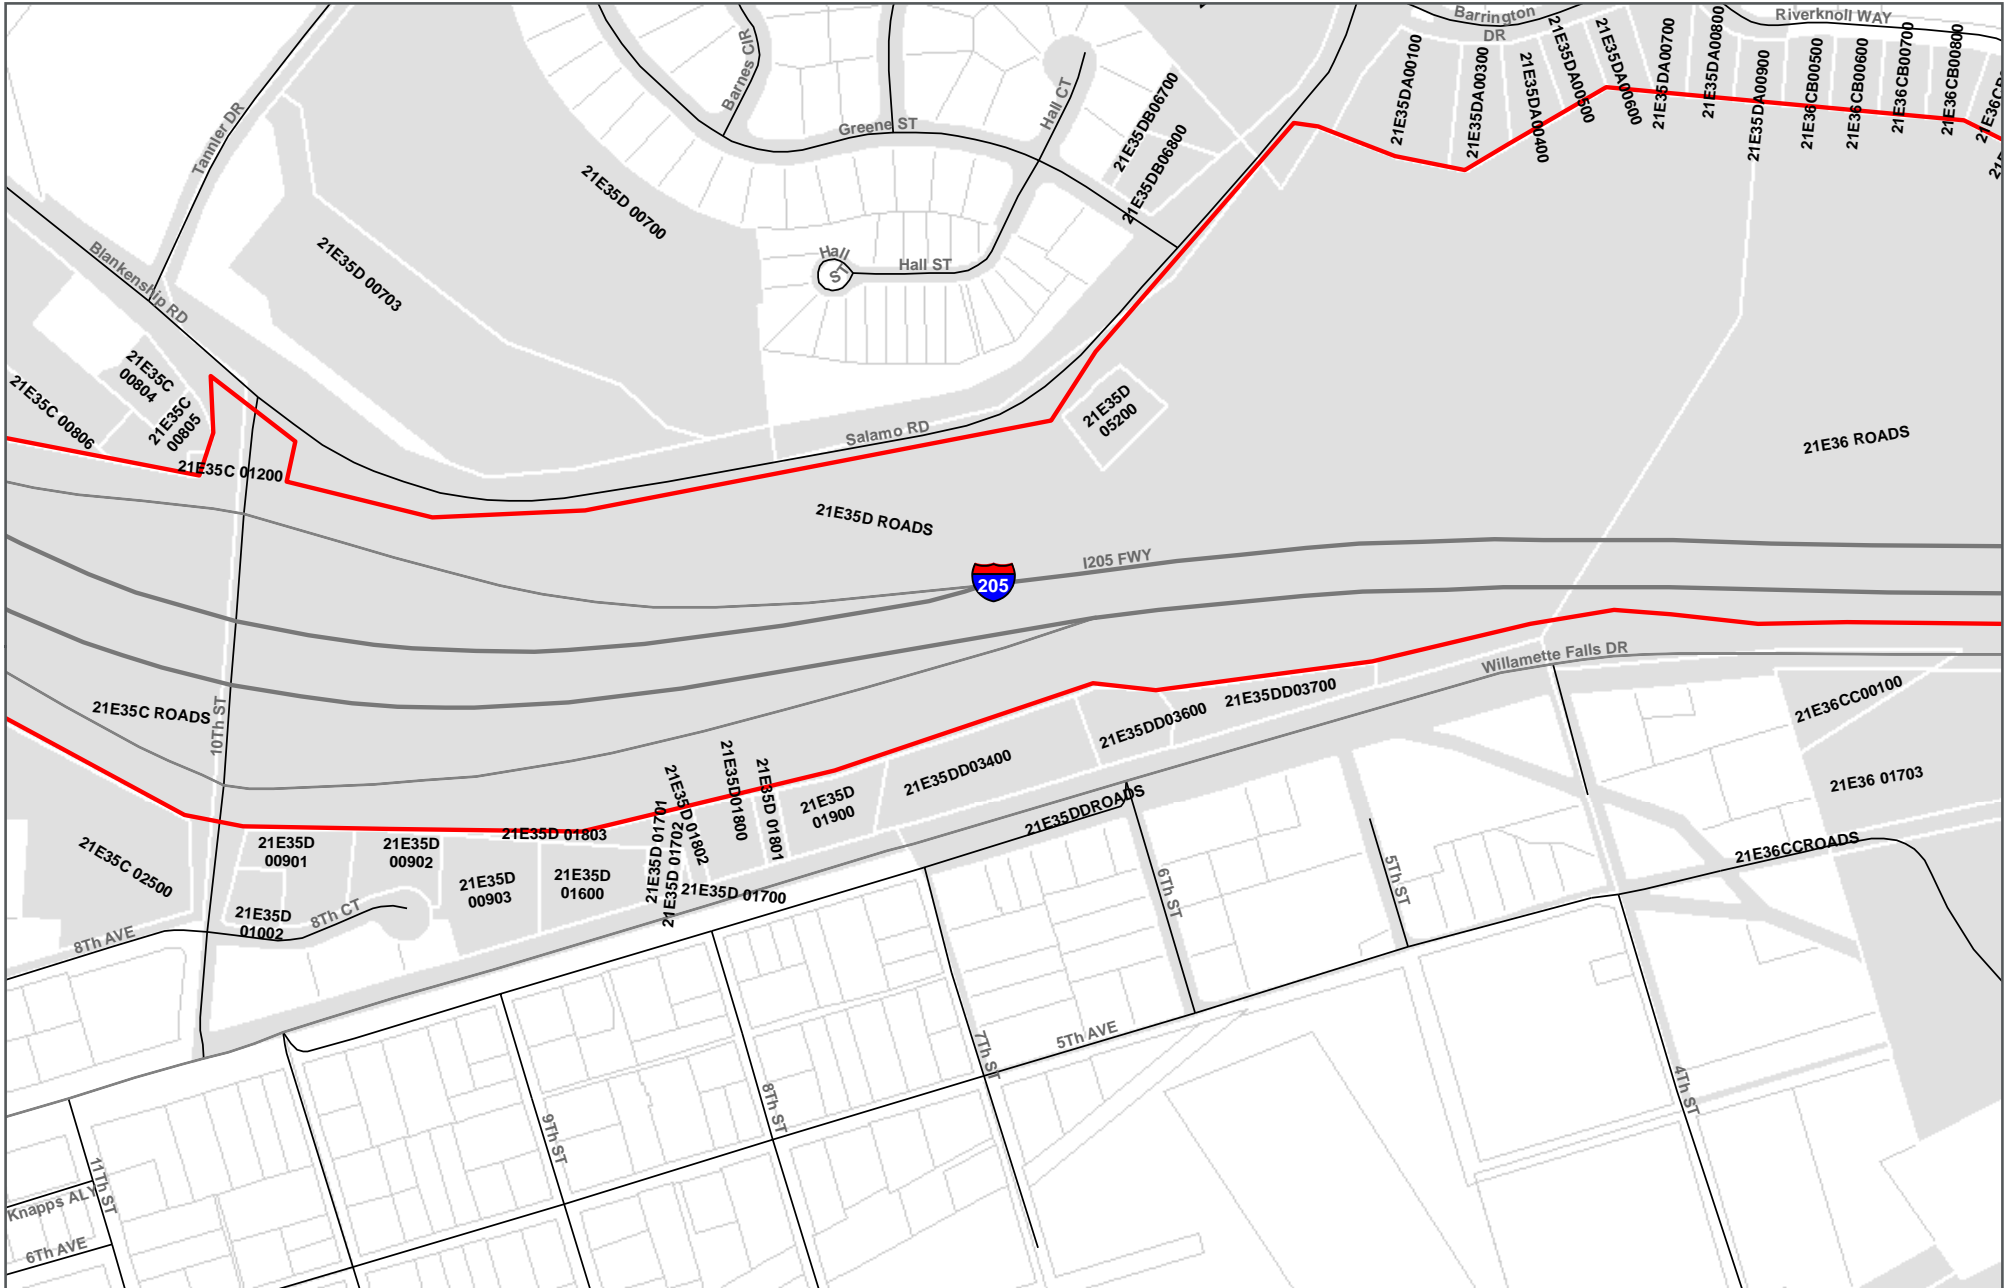 Barrington
DR
Riverknoll WAY
Barnes CIR
Hall CT
Greene ST
Tannler DR
21E35DB06700
21E35DB06800
21E35DA00100
21E35DA00300
21E35DA00400
21E35DA00500
21E35DA00600
21E35DA00700
21E35DA00800
21E35DA00900
21E36CB00500
21E36CB00600
21E36CB00700
21E36CB00800
21E35D 00700
21E35D 00703
Hall
ST
Hall ST
Blankenship RD
21E35C
00804
21E35C
00805
21E35C 00806
21E35C 01200
Salamo RD
21E35D
05200
21E36 ROADS
21E35D ROADS
I205 FWY
205
Willamette Falls DR
21E35C ROADS
10Th ST
21E35DD03700
21E35DD03600
21E35DD03400
21E36CC00100
21E36 01703
21E35D
01900
21E35D 01801
21E35D01800
21E35D 01802
21E35D 01701
21E35D 01702
21E35D 01700
21E35D 01803
21E35D
00901
21E35D
00902
21E35D
00903
21E35D
01600
21E35C 02500
21E35D
01002
8Th CT
8Th AVE
21E35DDROADS
21E36CCROADS
6Th ST
5Th ST
5Th AVE
7Th ST
4Th ST
8Th ST
9Th ST
11Th ST
Knapps ALY
6Th AVE